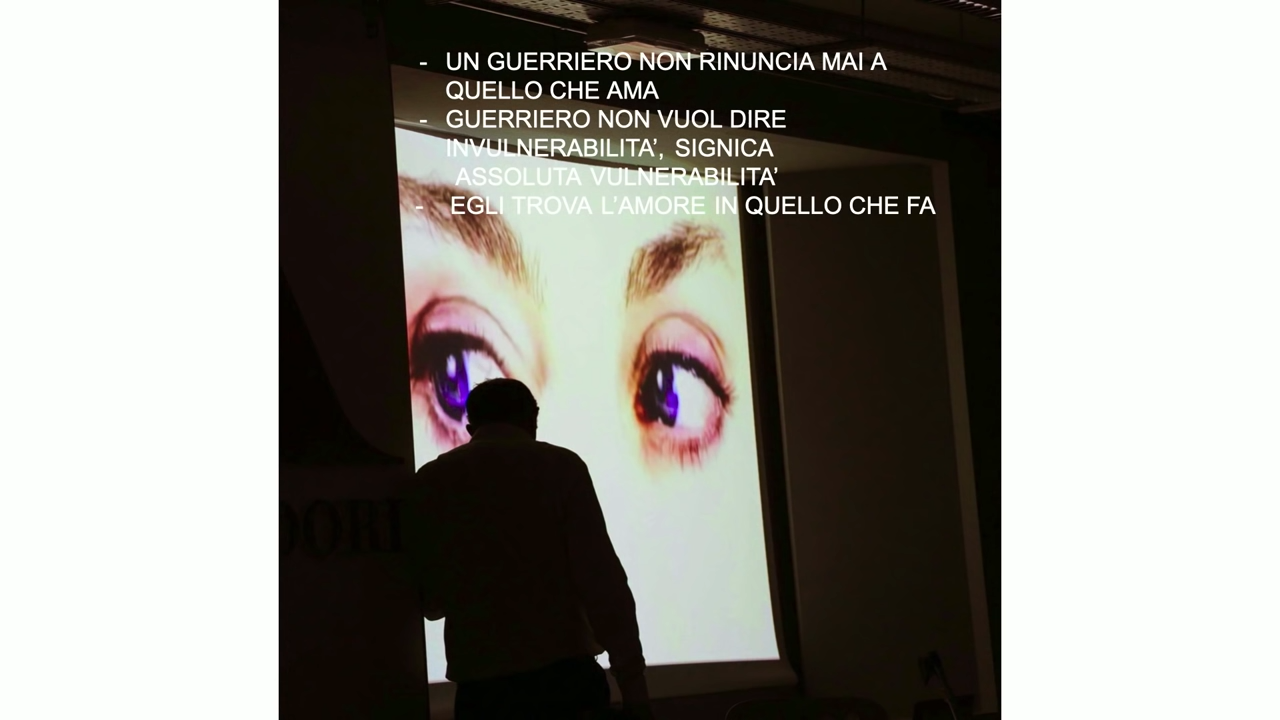 - UN GUERRIERO NON RINUNCIA MAI A
QUELLO CHE AMA
- GUERRIERO NON VUOL DIRE
INVULNERABILITA’, SIGNICA
ASSOLUTA VULNERABILITA’
- EGLI TROVA L’AMORE IN QUELLO CHE FA